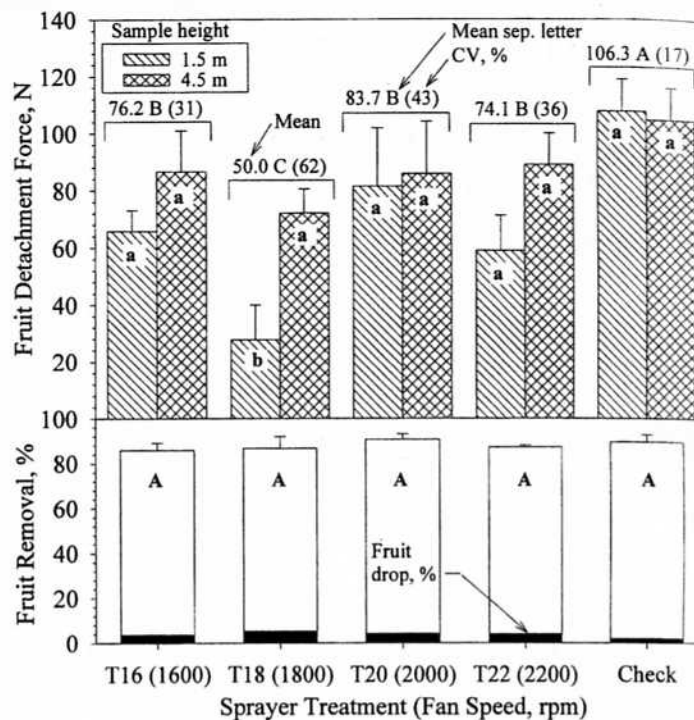 Sample height
1.5 m
4.5 m
Mean sep. letter
CV, %
Mean
76.2 B (31)
50.0 C (62)
83.7 B (43)
74.1 B (36)
106.3 A (17)
Fruit Detachment Force, N
140
120
100
80
60
40
20
a
a
b
a
a
a
a
a
a
a
Fruit Removal, %
100
80
60
40
20
0
A
A
A
A
A
Fruit
drop, %
T16 (1600)
T18 (1800)
T20 (2000)
T22 (2200)
Check
Sprayer Treatment (Fan Speed, rpm)